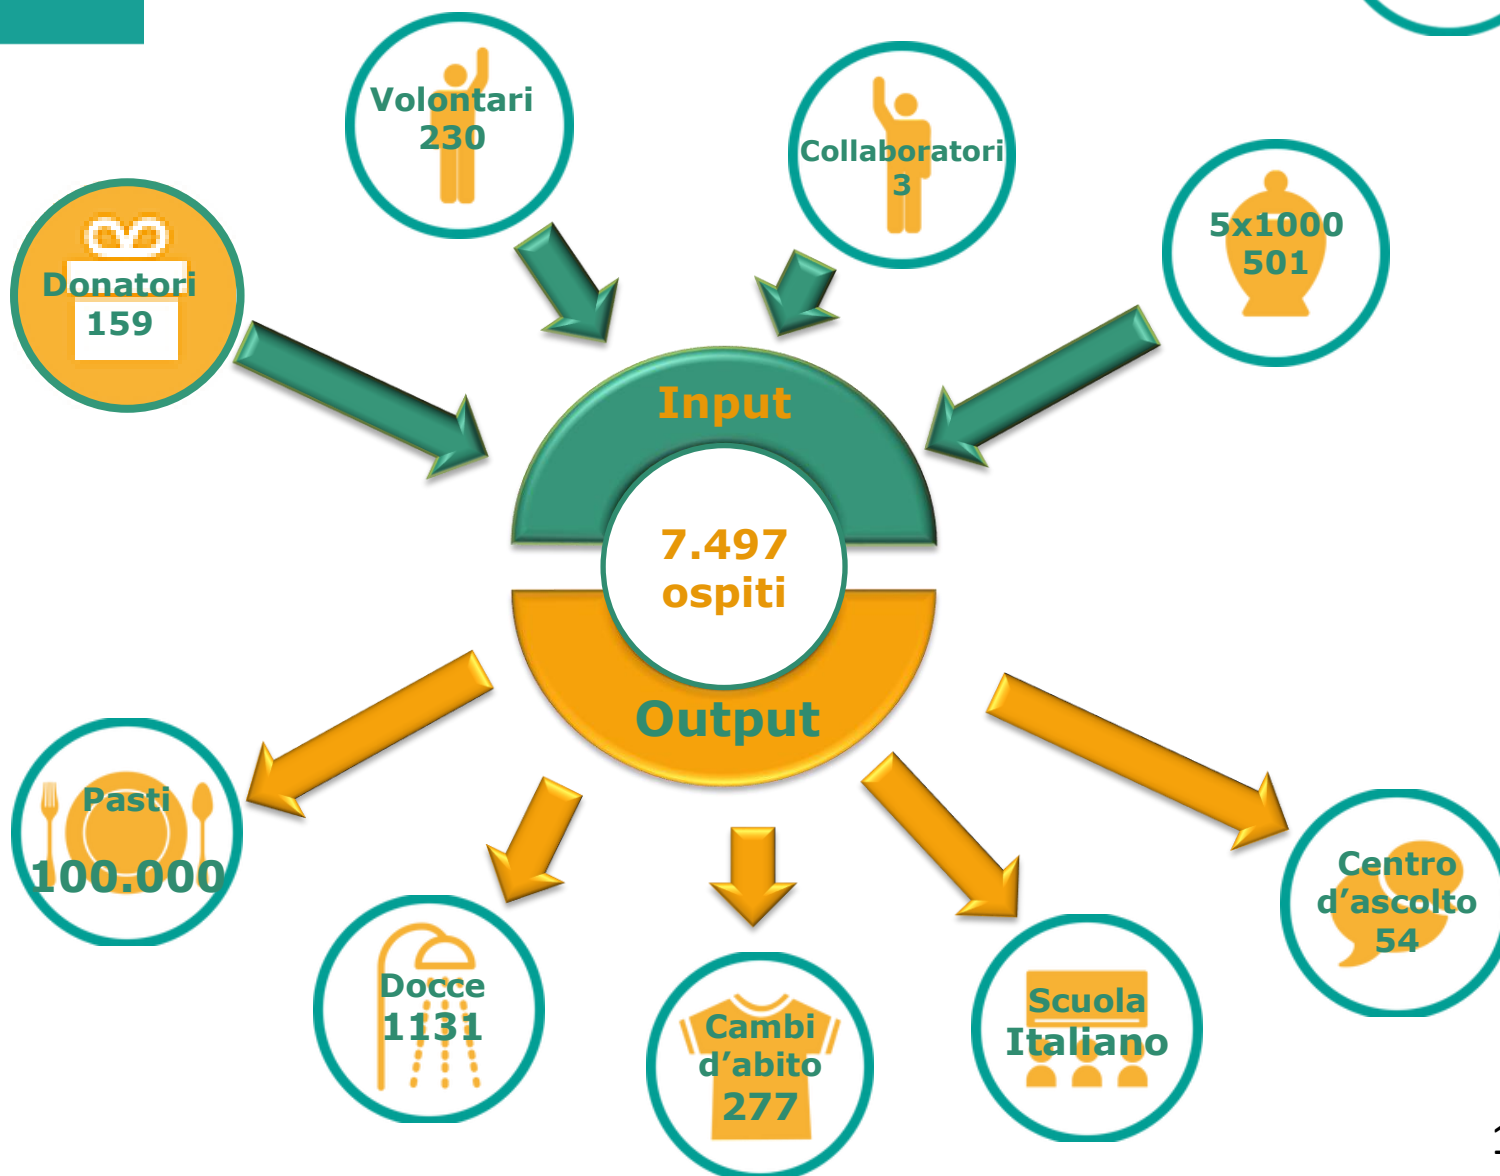 Volontari
230
Collaboratori
3
5x1000
501
Donatori
159
Input
7.497
ospiti
Output
Pasti
100.000
Docce
1131
Cambi
d’abito
277
Scuola
Italiano
Centro
d’ascolto
54